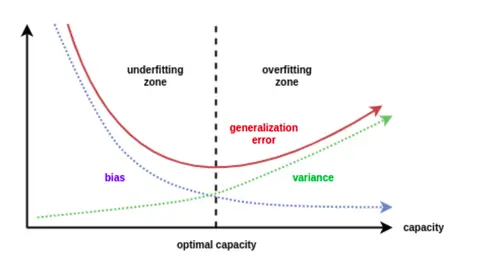 underfitting
zone
overfitting
zone
generalization
error
bias
variance
capacity
optimal capacity